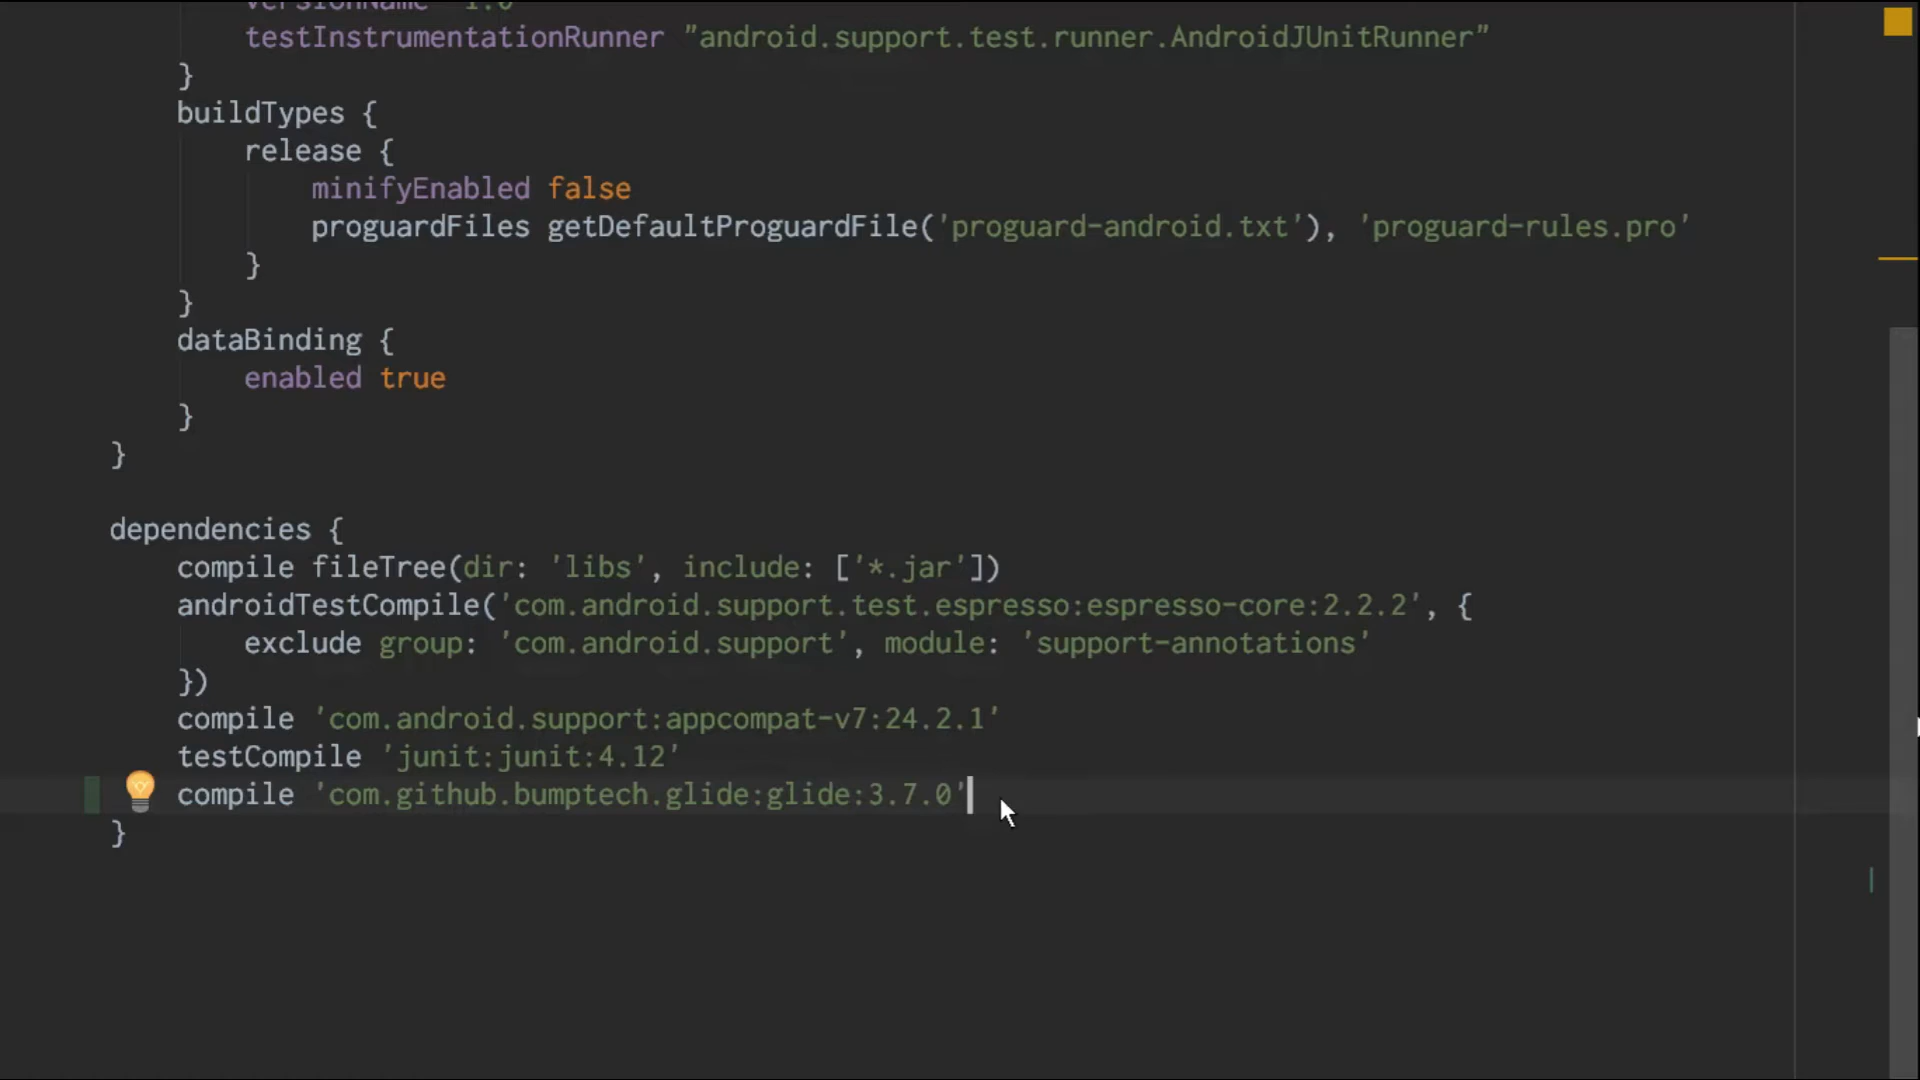 versionName "1.0"
testInstrumentationRunner "android.support.test.runner.AndroidJUnitRunner"
}
buildTypes {
release {
minifyEnabled false
proguardFiles getDefaultProguardFile('proguard-android.txt'), 'proguard-rules.pro'
}
}
dataBinding {
enabled true
}
}
dependencies {
compile fileTree(dir: 'libs', include: ['*.jar'])
androidTestCompile('com.android.support.test.espresso:espresso-core:2.2.2', {
exclude group: 'com.android.support', module: 'support-annotations'
})
compile 'com.android.support:appcompat-v7:24.2.1'
testCompile 'junit:junit:4.12'
compile 'com.github.bumptech.glide:glide:3.7.0'
}